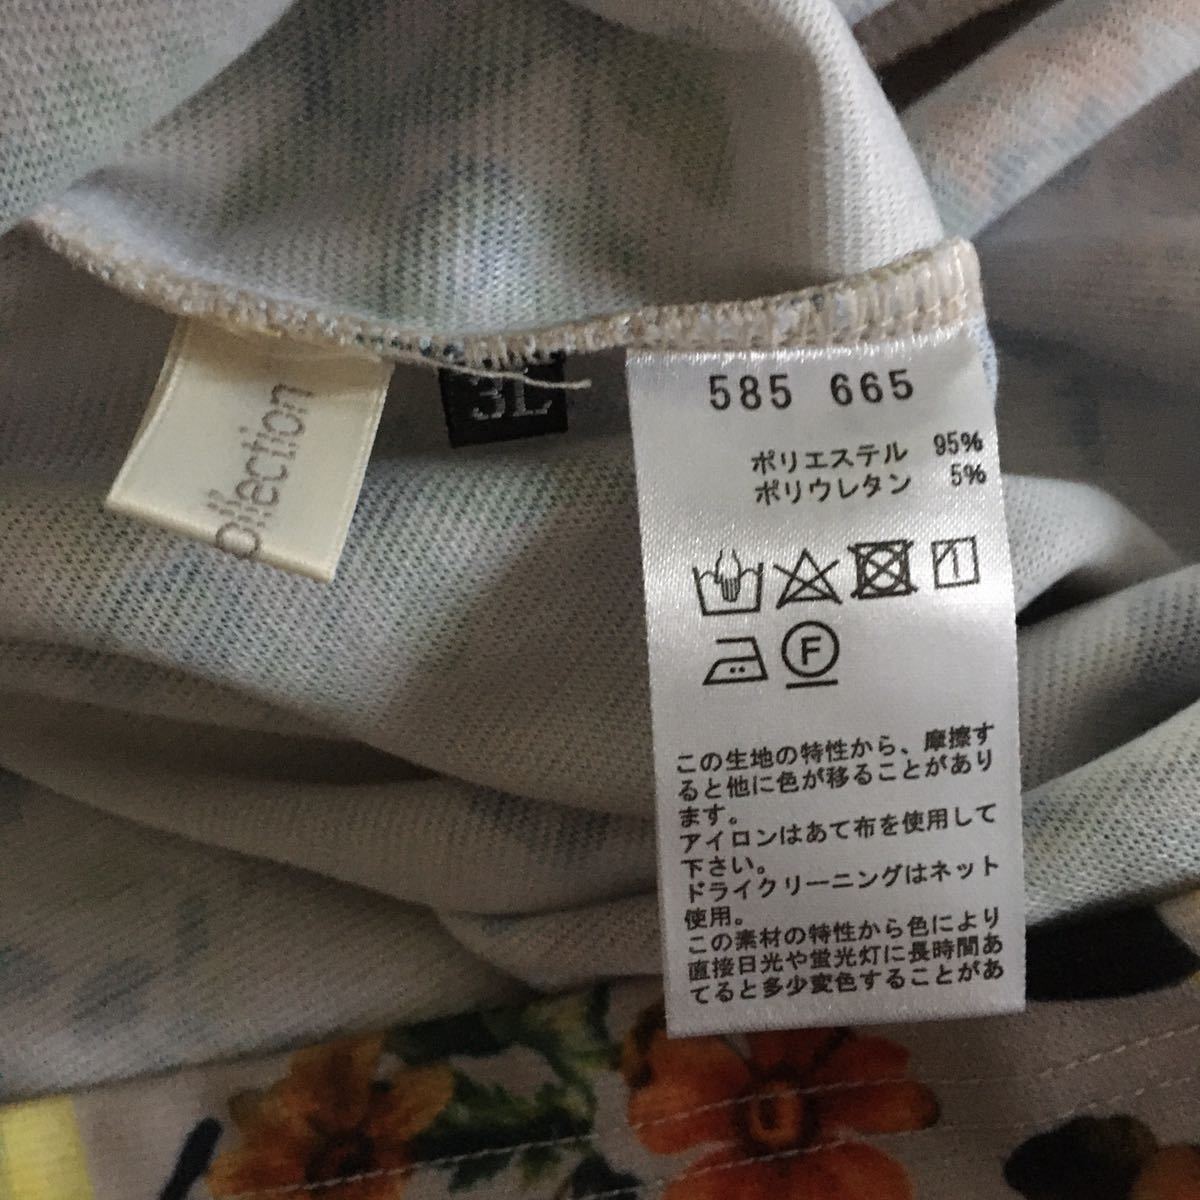 ollection
3L
585 665
ポリエステル 95%
ポリウレタン 5%
F
この生地の特性から、摩擦す
ると他に色が移ることがあり
ます。
アイロンはあて布を使用して
下さい。
ドライクリーニングはネット
使用。
この素材の特性から色により
直接日光や蛍光灯に長時間あ
てると多少変色することがあ